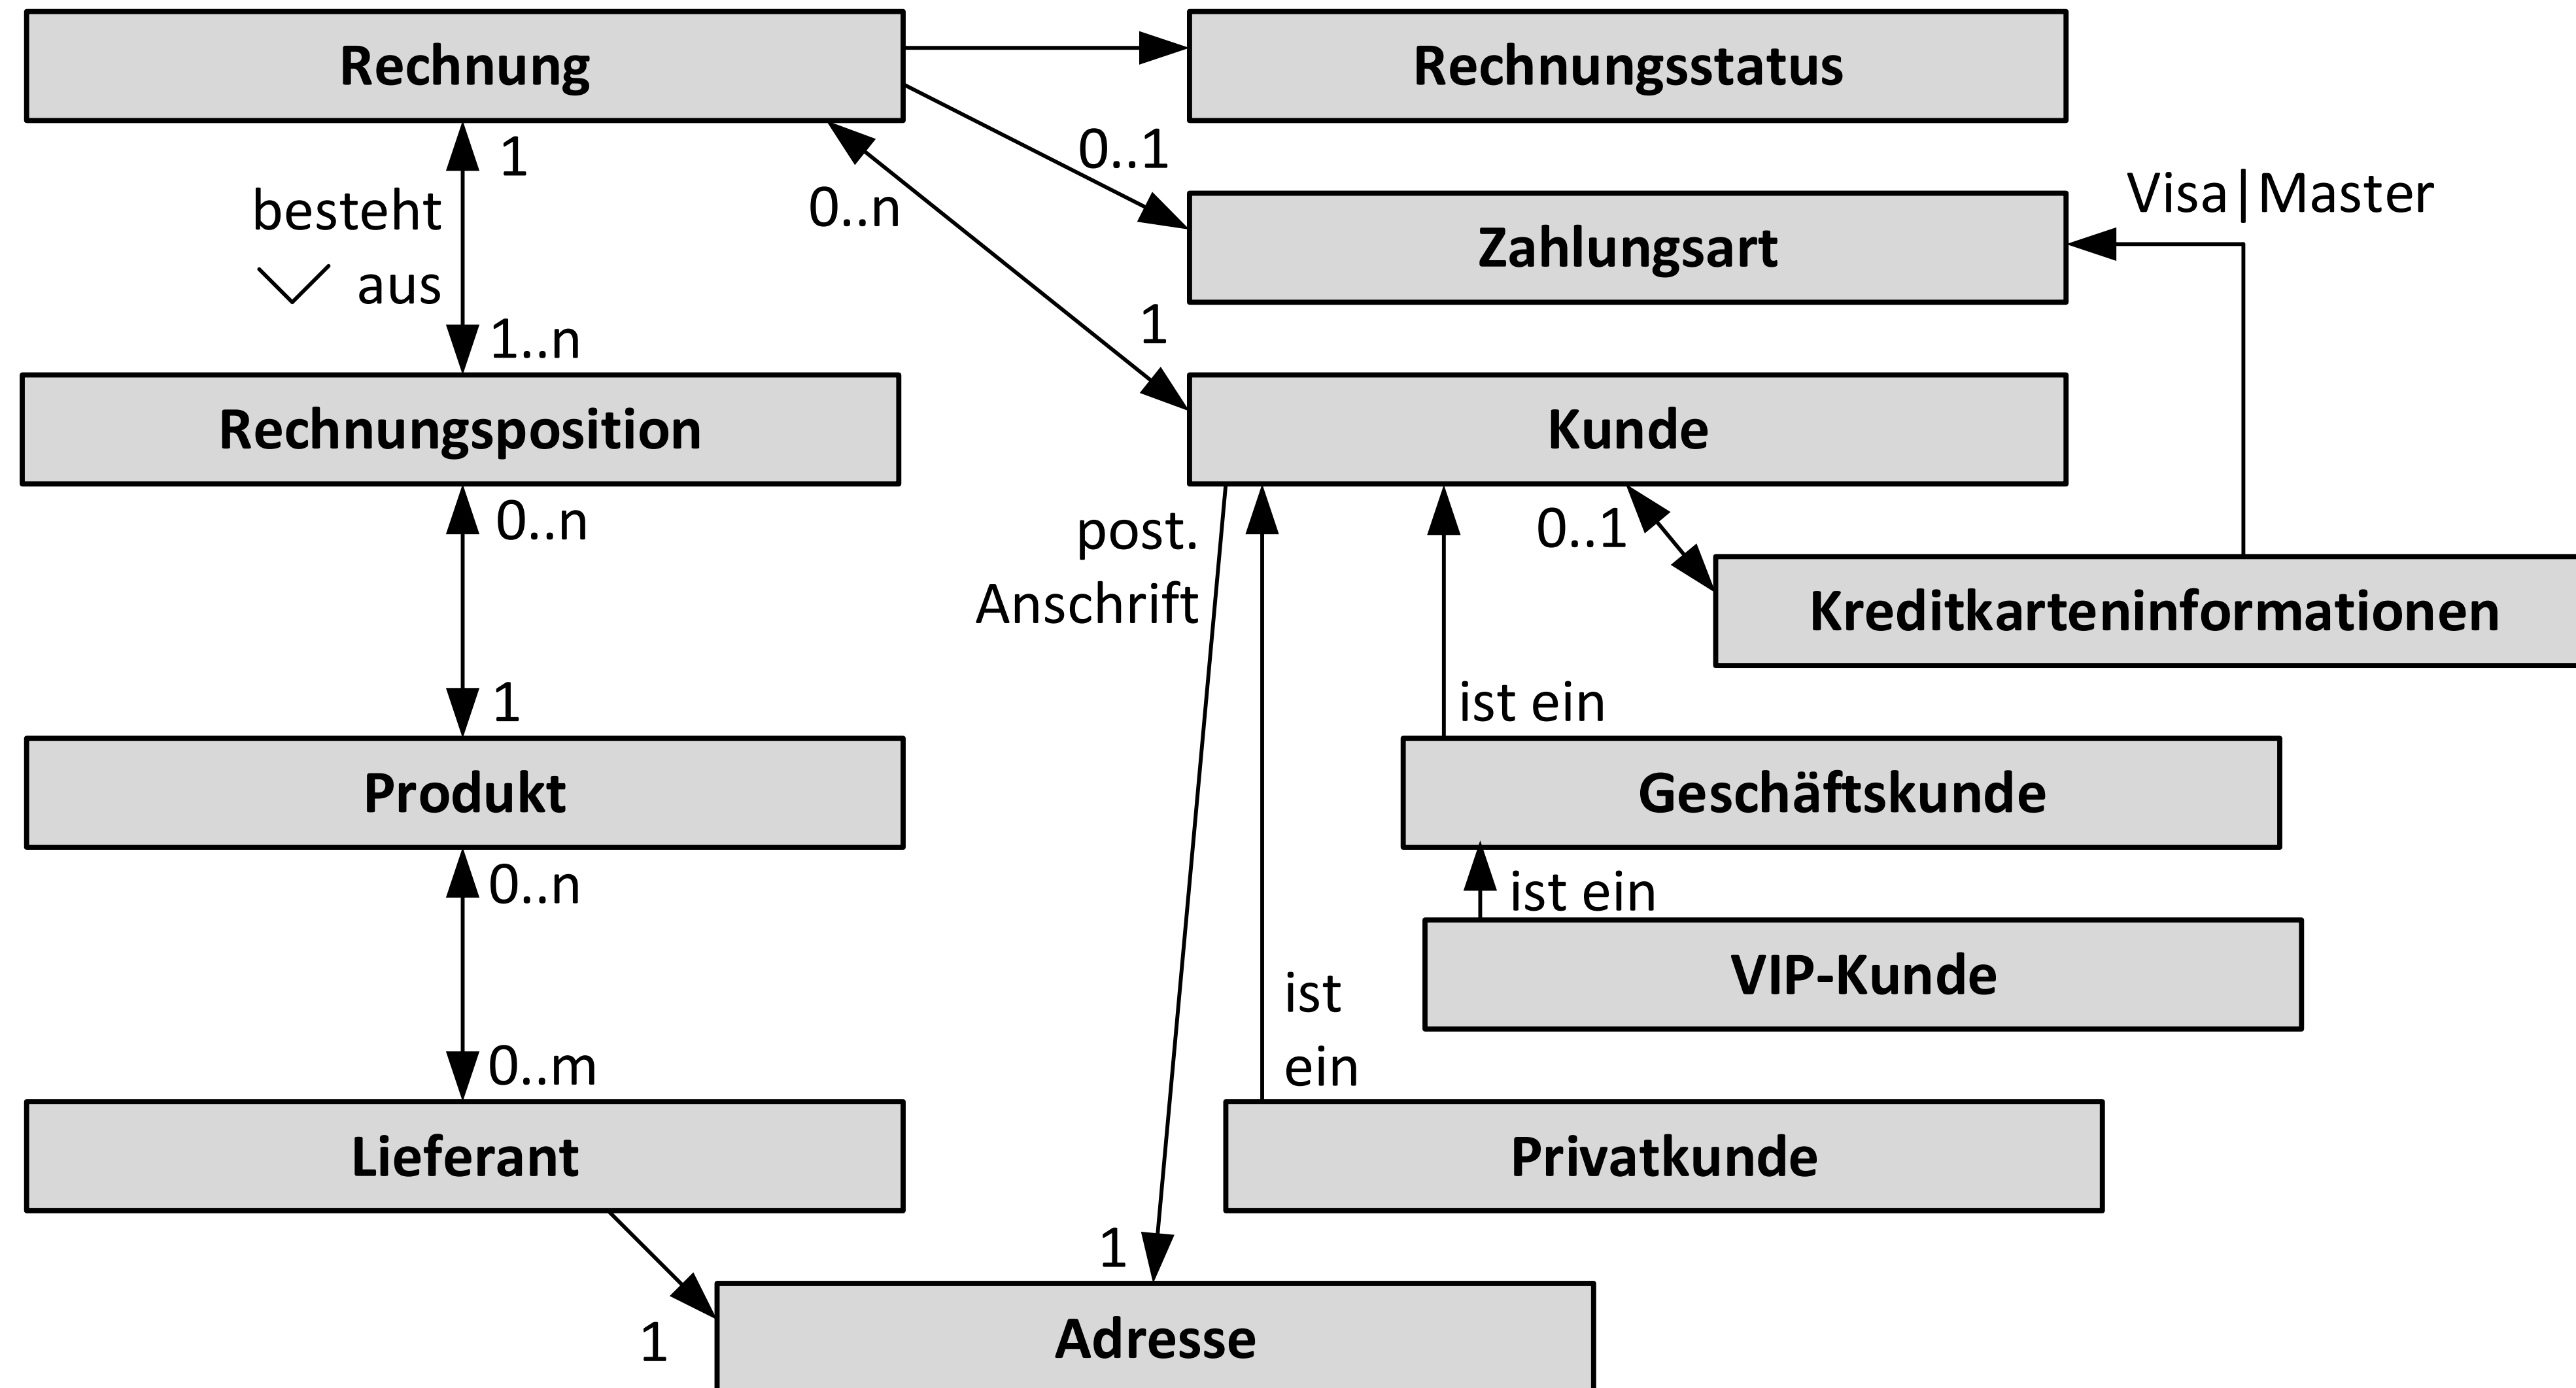 Rechnung
Rechnungsstatus
1
0..1
besteht
aus
0..n
Visa|Master
Zahlungsart
1
1..n
Rechnungsposition
Kunde
0..n
post.
Anschrift
0..1
Kreditkarteninformationen
1
ist ein
Produkt
Geschäftskunde
0..n
ist ein
VIP-Kunde
ist
ein
0..m
Lieferant
Privatkunde
1
1
Adresse